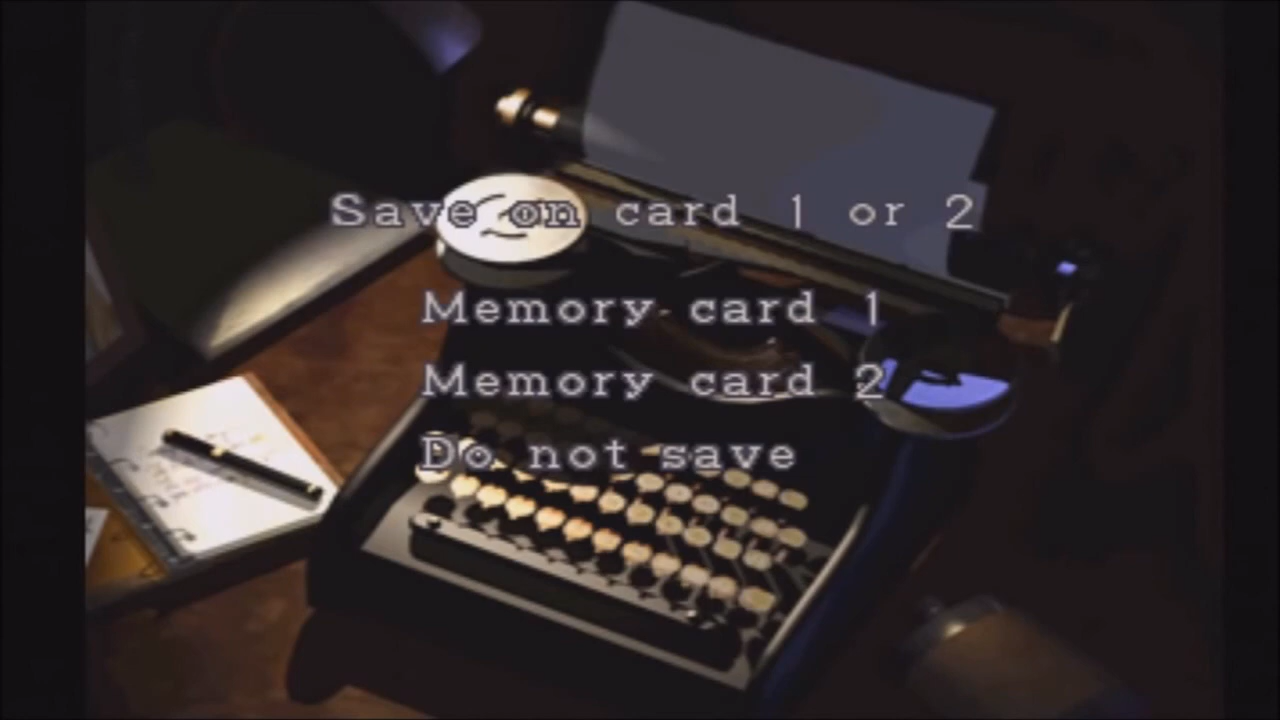 Save on card 1 or 2
Memory card 1
Memory card 2
Do not save